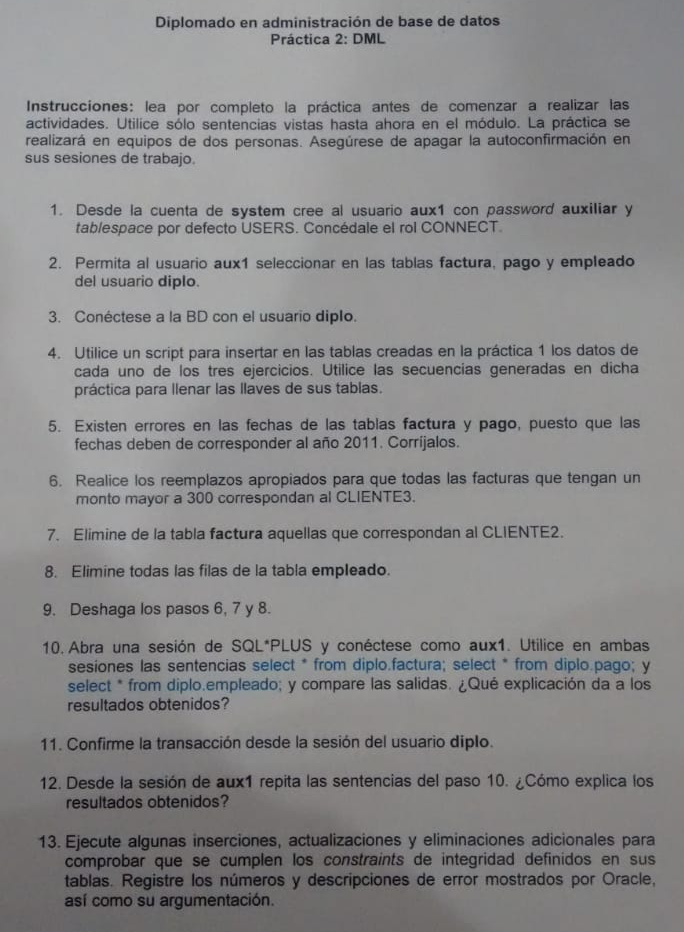 Diplomado en administración de base de datos
Práctica 2: DML
Instrucciones: lea por completo la práctica antes de comenzar a realizar las
actividades. Utilice sólo sentencias vistas hasta ahora en el módulo. La práctica se
realizará en equipos de dos personas. Asegúrese de apagar la autoconfirmación en
sus sesiones de trabajo.
1. Desde la cuenta de system cree al usuario aux1 con password auxiliar y
tablespace por defecto USERS. Concédale el rol CONNECT.
2. Permita al usuario aux1 seleccionar en las tablas factura, pago y empleado
del usuario diplo.
3. Conéctese a la BD con el usuario diplo.
4. Utilice un script para insertar en las tablas creadas en la práctica 1 los datos de
cada uno de los tres ejercicios. Utilice las secuencias generadas en dicha
práctica para llenar las llaves de sus tablas.
5. Existen errores en las fechas de las tablas factura y pago, puesto que las
fechas deben de corresponder al año 2011. Corríjalos.
6. Realice los reemplazos apropiados para que todas las facturas que tengan un
monto mayor a 300 correspondan al CLIENTE3.
7. Elimine de la tabla factura aquellas que correspondan al CLIENTE2.
8. Elimine todas las filas de la tabla empleado.
9. Deshaga los pasos 6, 7 y 8.
10. Abra una sesión de SQL*PLUS y conéctese como aux1. Utilice en ambas
sesiones las sentencias select * from diplo.factura; select * from diplo.pago; y
select * from diplo.empleado; y compare las salidas. ¿Qué explicación da a los
resultados obtenidos?
11. Confirme la transacción desde la sesión del usuario diplo.
12. Desde la sesión de aux1 repita las sentencias del paso 10. ¿Cómo explica los
resultados obtenidos?
13. Ejecute algunas inserciones, actualizaciones y eliminaciones adicionales para
comprobar que se cumplen los constraints de integridad definidos en sus
tablas. Registre los números y descripciones de error mostrados por Oracle,
así como su argumentación.